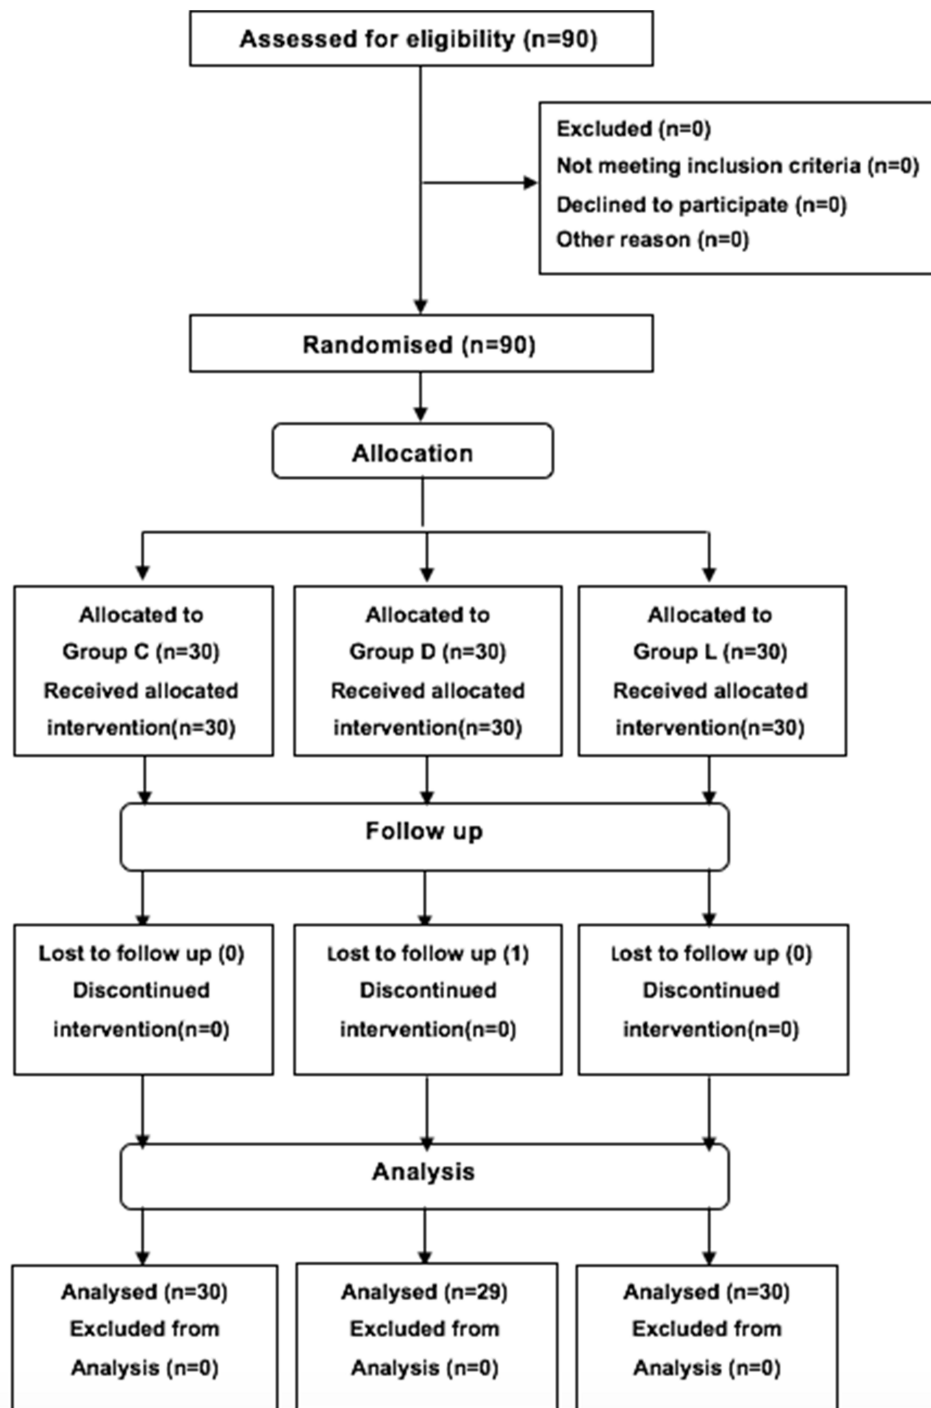 Assessed for eligibility (n=90)
Excluded (n=0)
Not meeting inclusion criteria (n=0)
Declined to participate (n=0)
Other reason (n=0)
Randomised (n=90)
Allocation
Allocated to
Group C (n=30)
Received allocated
intervention(n=30)
Allocated to
Group D (n=30)
Received allocated
intervention(n=30)
Allocated to
Group L (n=30)
Received allocated
intervention(n=30)
Follow up
Lost to follow up (0)
Discontinued
intervention(n=0)
Lost to follow up (1)
Discontinued
intervention(n=0)
Lost to follow up (0)
Discontinued
intervention(n=0)
Analysis
Analysed (n=30)
Excluded from
Analysis (n=0)
Analysed (n=29)
Excluded from
Analysis (n=0)
Analysed (n=30)
Excluded from
Analysis (n=0)